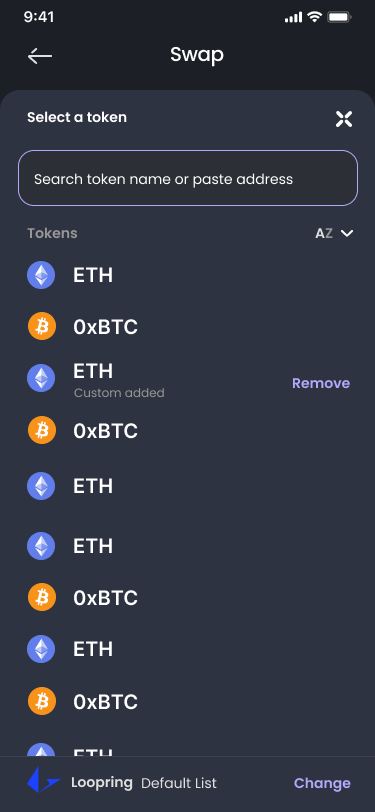 9:41
Swap
Select a token
Search token name or paste address
Tokens
AZ
ETH
0xBTC
ETH
Custom added
Remove
0xBTC
ETH
ETH
0xBTC
ETH
0xBTC
ETH
Loopring Default List
Change